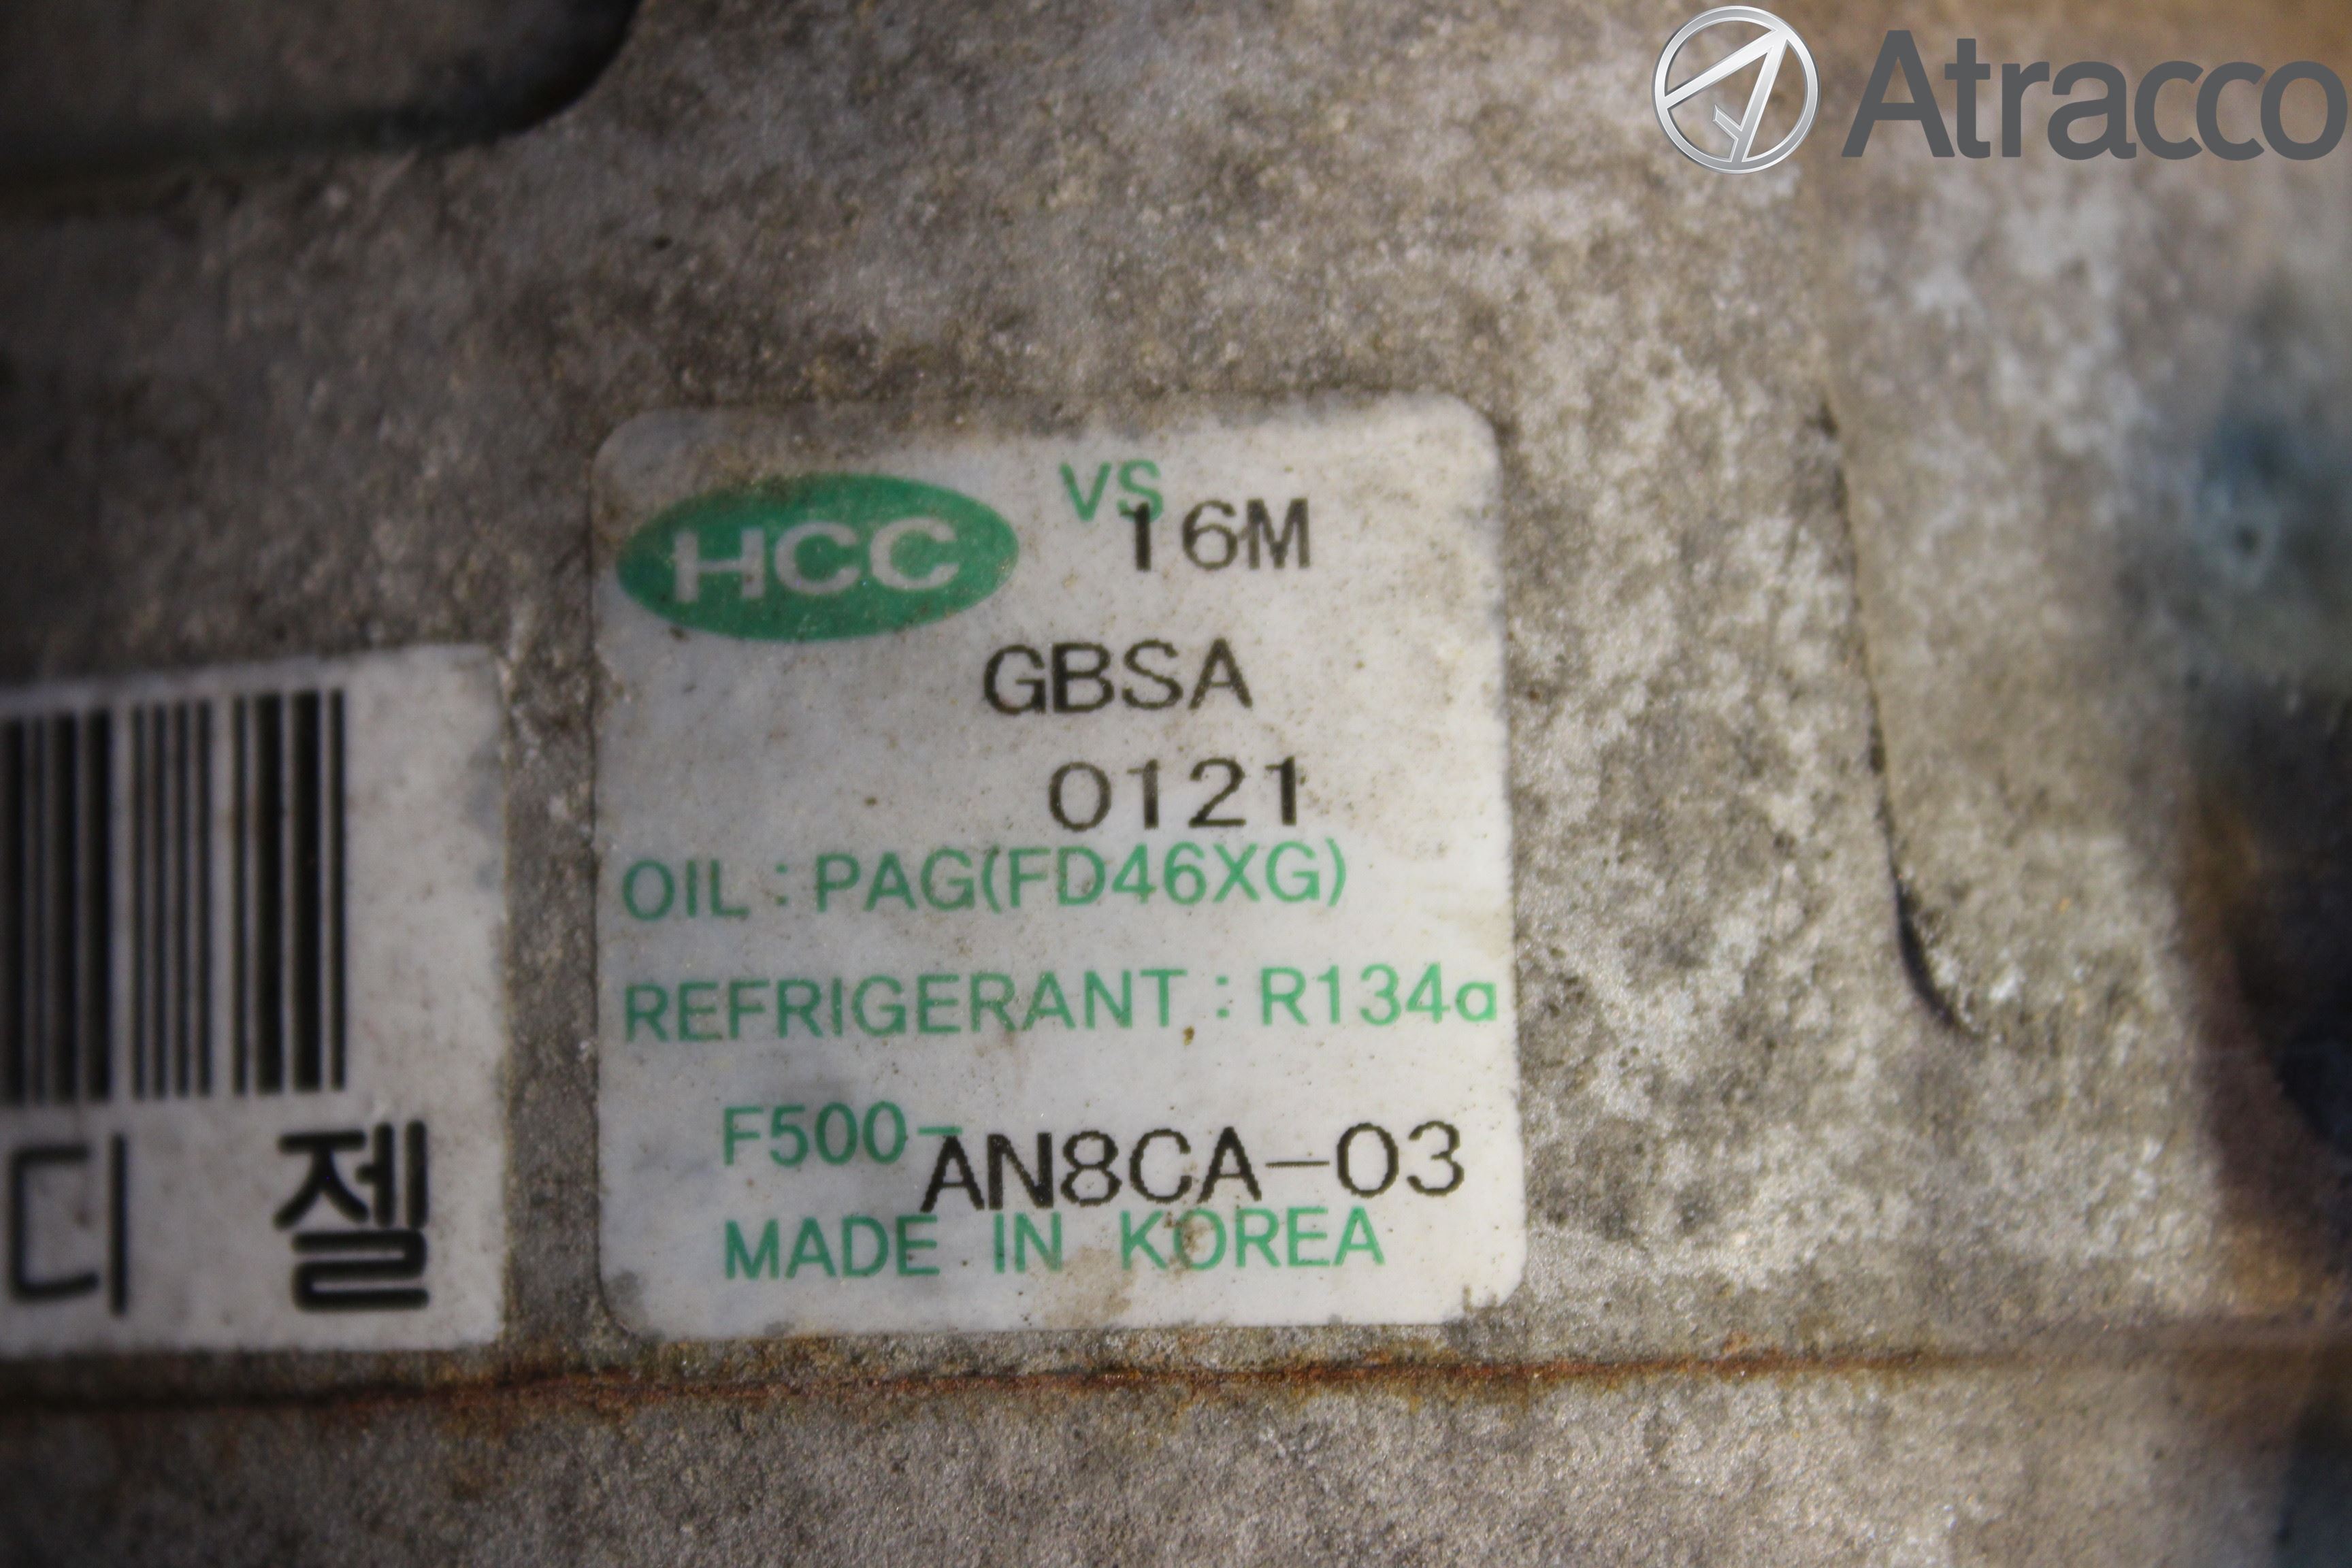 Atracco
HCC VS 16M
GBSA
0121
OIL : PAG(FD46XG)
REFRIGERANT : R134a
F500-AN8CA-03
MADE IN KOREA
디 젤